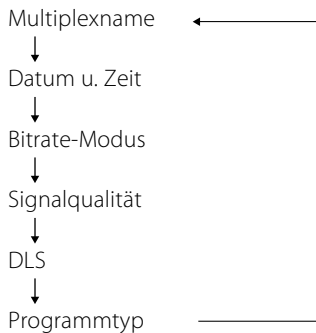 Multiplexname
Datum u. Zeit
Bitrate-Modus
Signalqualität
DLS
Programmtyp